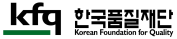 kfq 한국품질재단
Korean Foundation for Quality